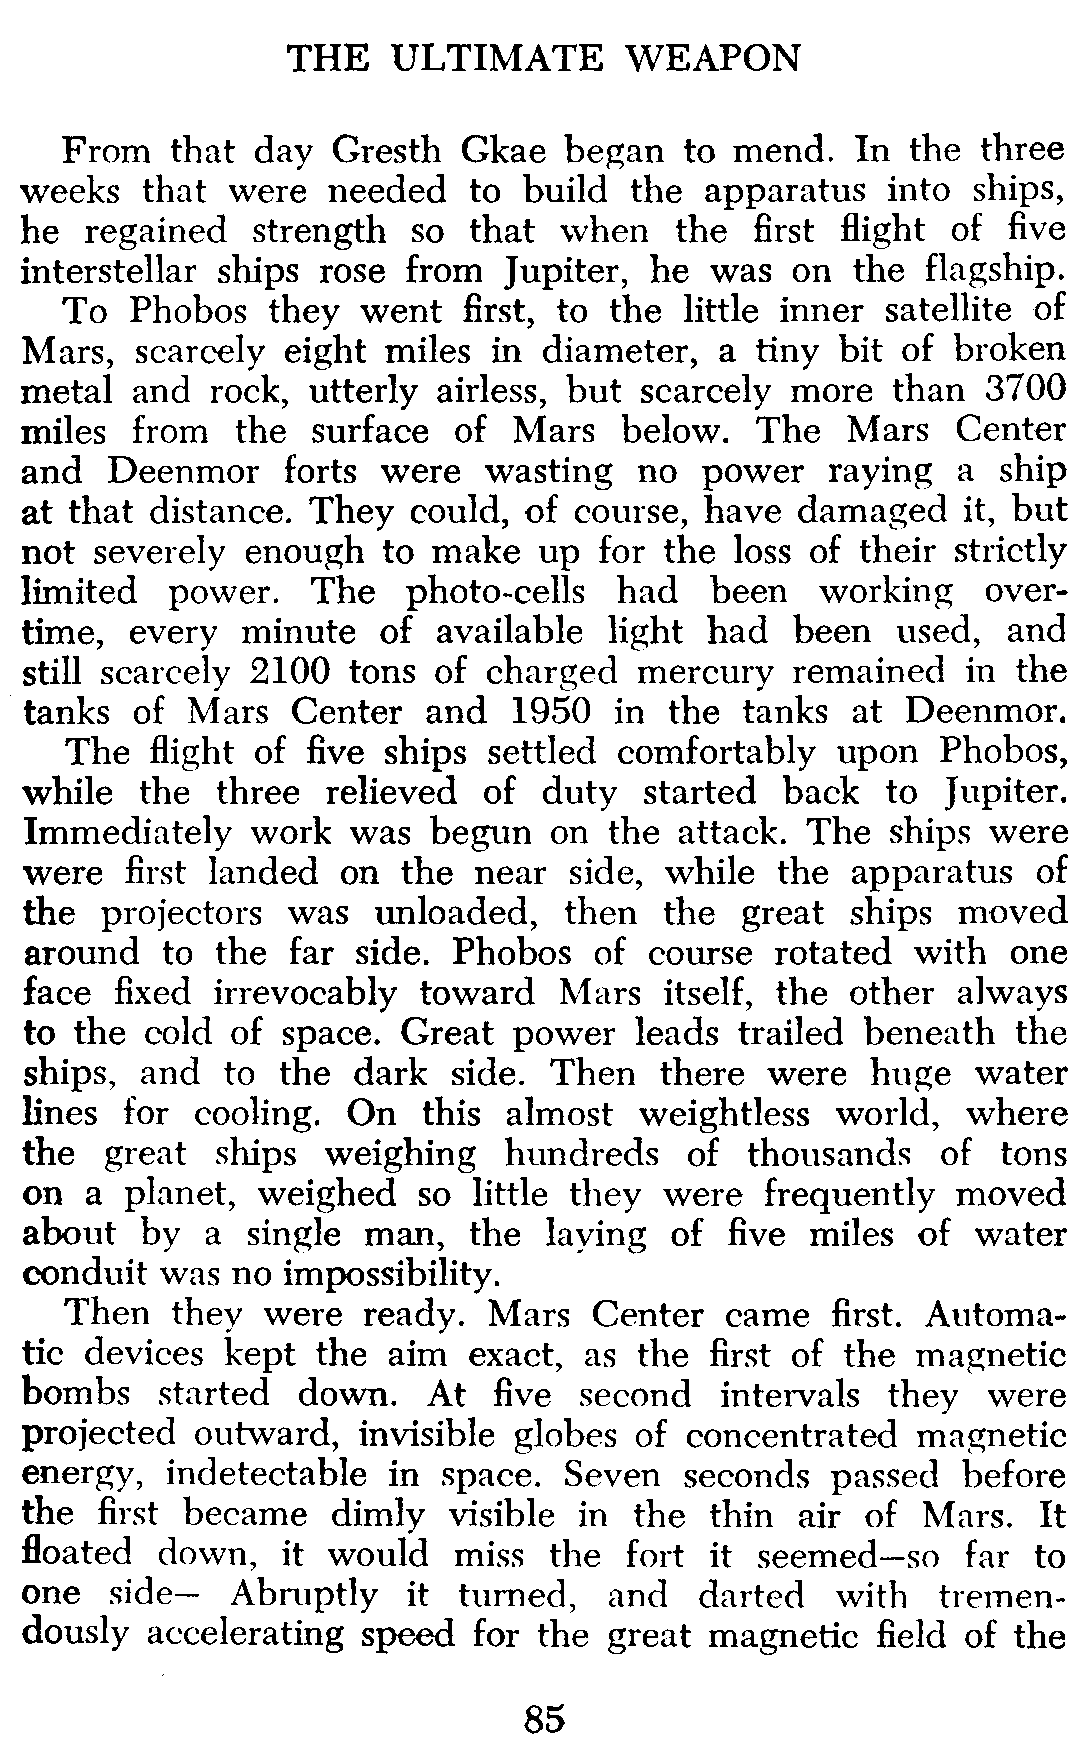 THE ULTIMATE WEAPON
From that day Gresth Gkae began to mend. In the three
weeks that were needed to build the apparatus into ships,
he regained strength so that when the first flight of five
interstellar ships rose from Jupiter, he was on the flagship.
To Phobos they went first, to the little inner satellite of
Mars, scarcely eight miles in diameter, a tiny bit of broken
metal and rock, utterly airless, but scarcely more than 3700
miles from the surface of Mars below. The Mars Center
and Deenmor forts were wasting no power raying a ship
at that distance. They could, of course, have damaged it, but
not severely enough to make up for the loss of their strictly
limited power. The photo-cells had been working over-
time, every minute of available light had been used, and
still scarcely 2100 tons of charged mercury remained in the
tanks of Mars Center and 1950 in the tanks at Deenmor.
The flight of five ships settled comfortably upon Phobos,
while the three relieved of duty started back to Jupiter.
Immediately work was begun on the attack. The ships were
were first landed on the near side, while the apparatus of
the projectors was unloaded, then the great ships moved
around to the far side. Phobos of course rotated with one
face fixed irrevocably toward Mars itself, the other always
to the cold of space. Great power leads trailed beneath the
ships, and to the dark side. Then there were huge water
lines for cooling. On this almost weightless world, where
the great ships weighing hundreds of thousands of tons
on a planet, weighed so little they were frequently moved
about by a single man, the laying of five miles of water
conduit was no impossibility.
Then they were ready. Mars Center came first. Automa-
tic devices kept the aim exact, as the first of the magnetic
bombs started down. At five second intervals they were
projected outward, invisible globes of concentrated magnetic
energy, indetectable in space. Seven seconds passed before
the first became dimly visible in the thin air of Mars. It
floated down, it would miss the fort it seemed—so far to
one side— Abruptly it turned, and darted with tremen-
dously accelerating speed for the great magnetic field of the
85